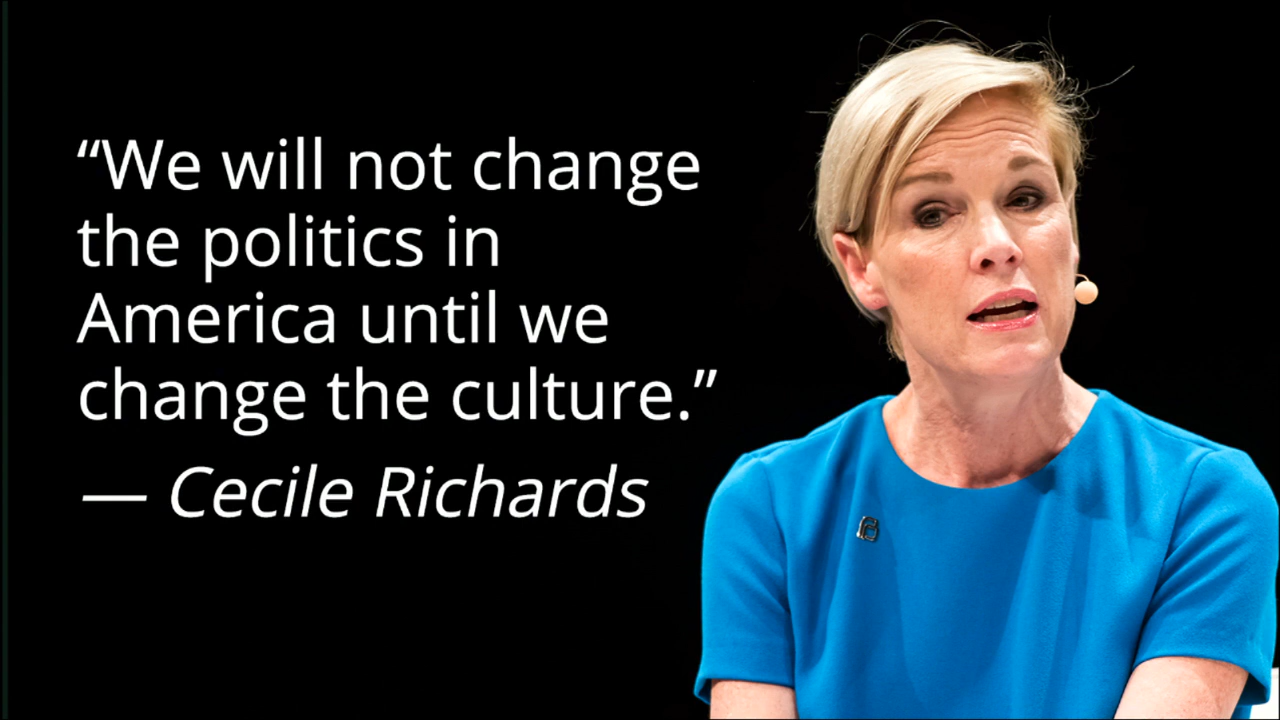 “We will not change
the politics in
America until we
change the culture.”
— Cecile Richards